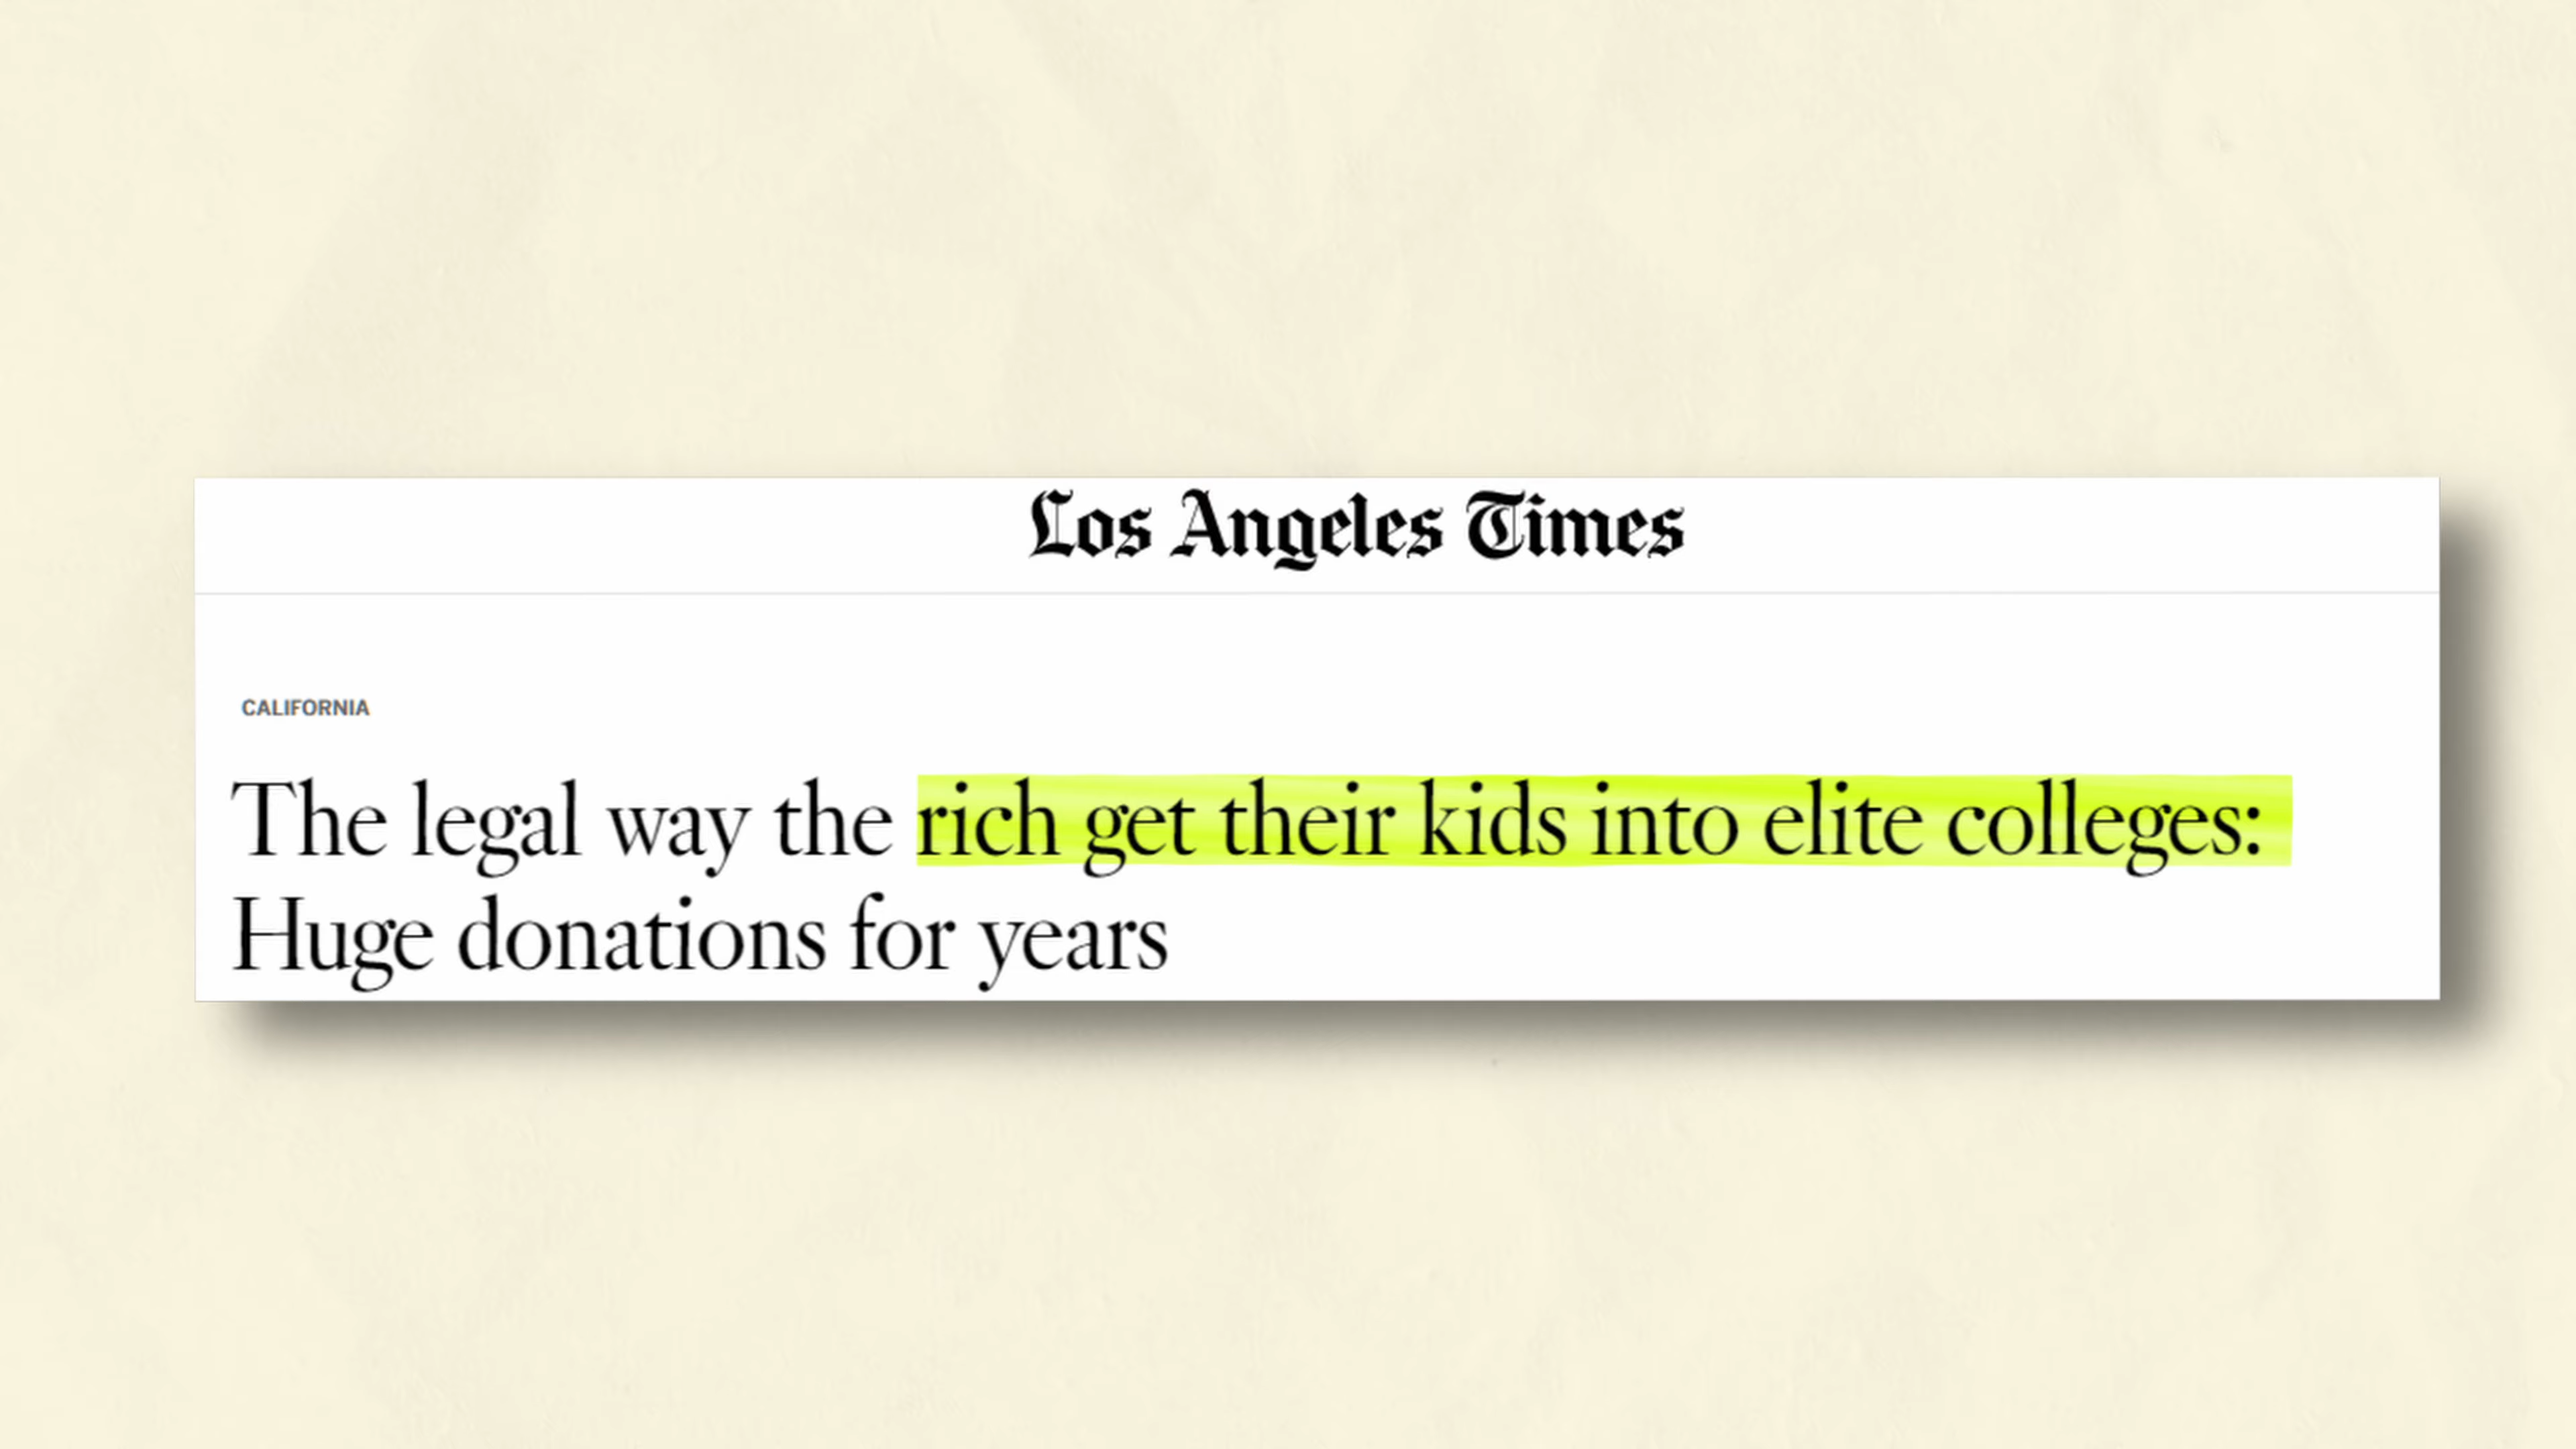 Los Angeles Times
CALIFORNIA
The legal way the rich get their kids into elite colleges:
Huge donations for years